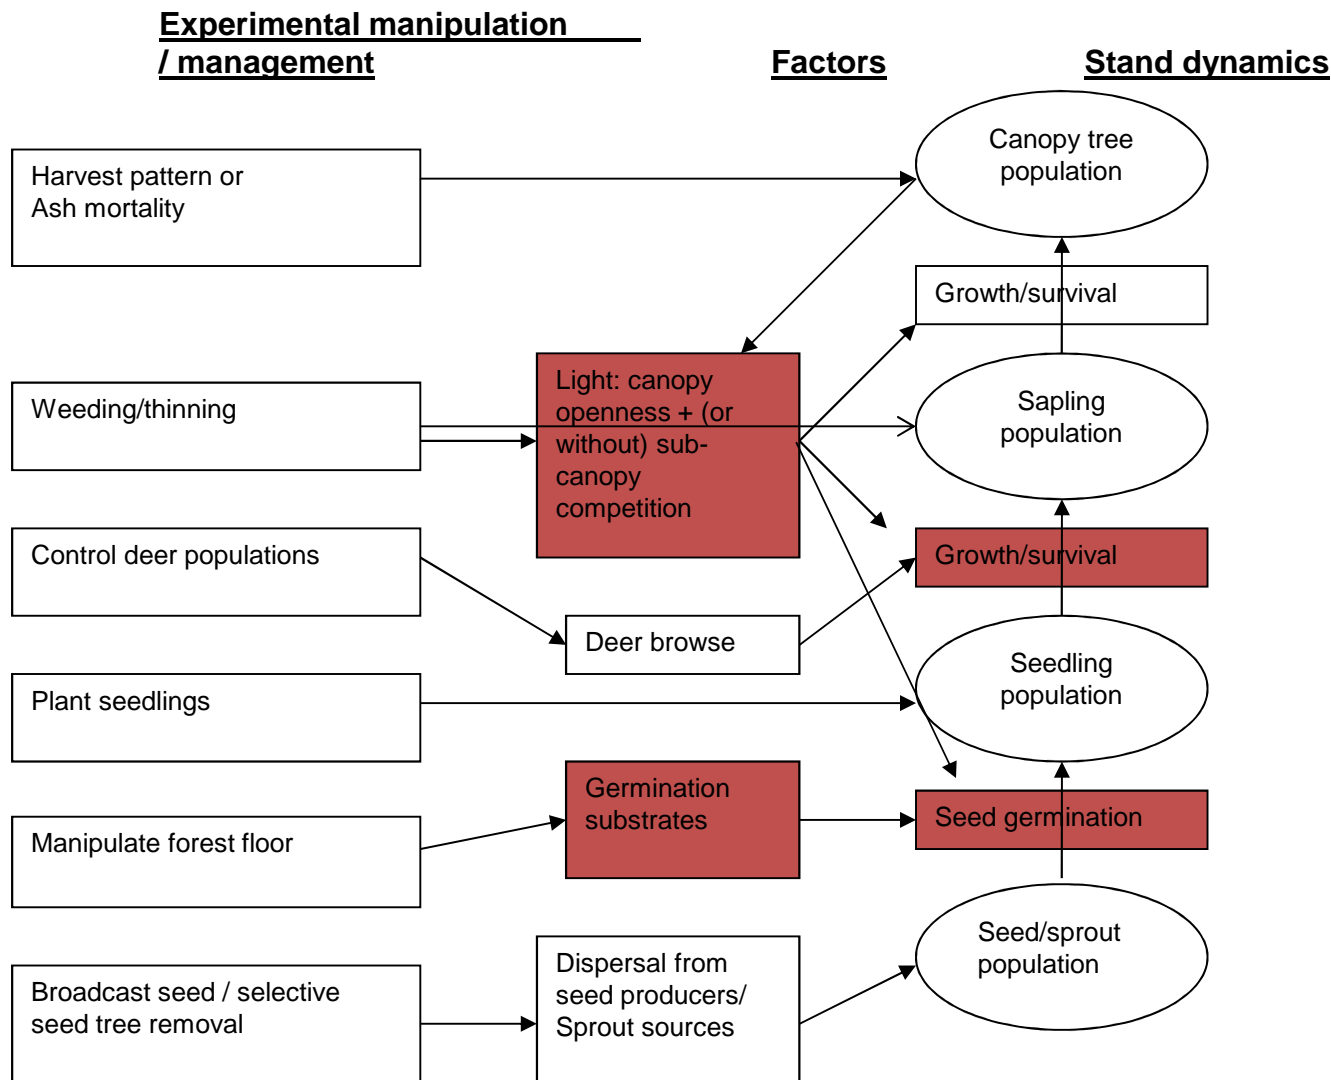 Experimental manipulation
/ management
Factors
Stand dynamics
Harvest pattern or
Ash mortality
Canopy tree
population
Growth/survival
Weeding/thinning
Light: canopy
openness + (or
without) sub-
canopy
competition
Sapling
population
Control deer populations
Growth/survival
Deer browse
Plant seedlings
Seedling
population
Manipulate forest floor
Germination
substrates
Seed germination
Broadcast seed / selective
seed tree removal
Dispersal from
seed producers/
Sprout sources
Seed/sprout
population